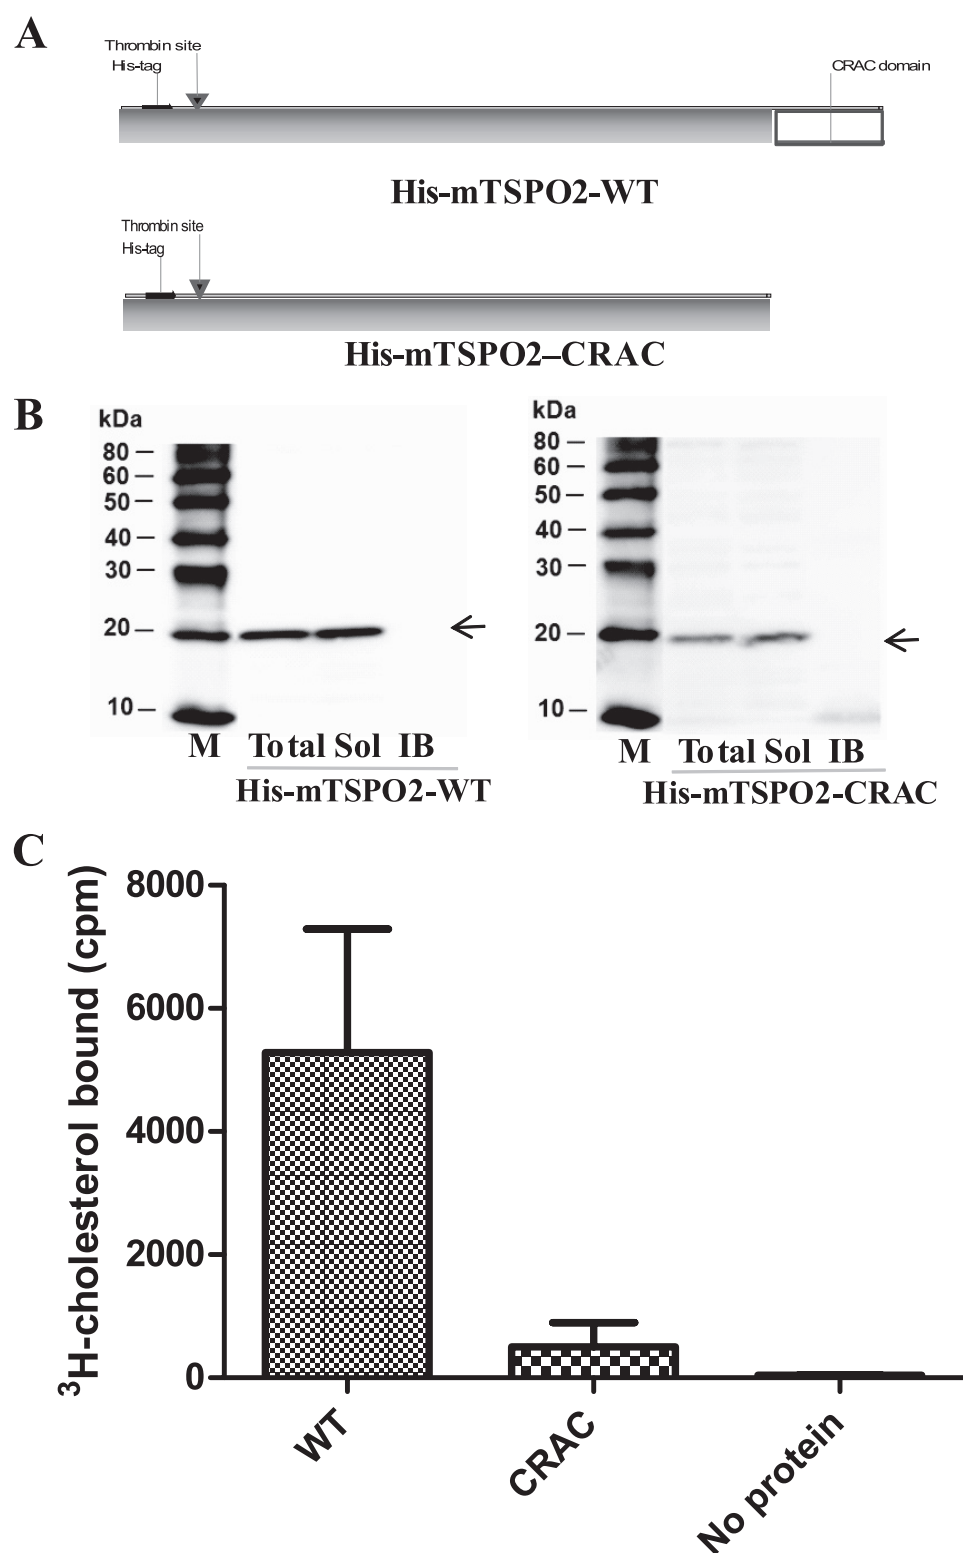 A
Thrombin site
His-tag
CRAC domain
His-mTSPO2-WT
Thrombin site
His-tag
His-mTSPO2–CRAC
B
kDa
80
60
50
40
30
20
10
M Total Sol IB
His-mTSPO2-WT
kDa
80
60
50
40
30
20
10
M Total Sol IB
His-mTSPO2-CRAC
C
³H-cholesterol bound (cpm)
8000
6000
4000
2000
0
WT
CRAC
No protein